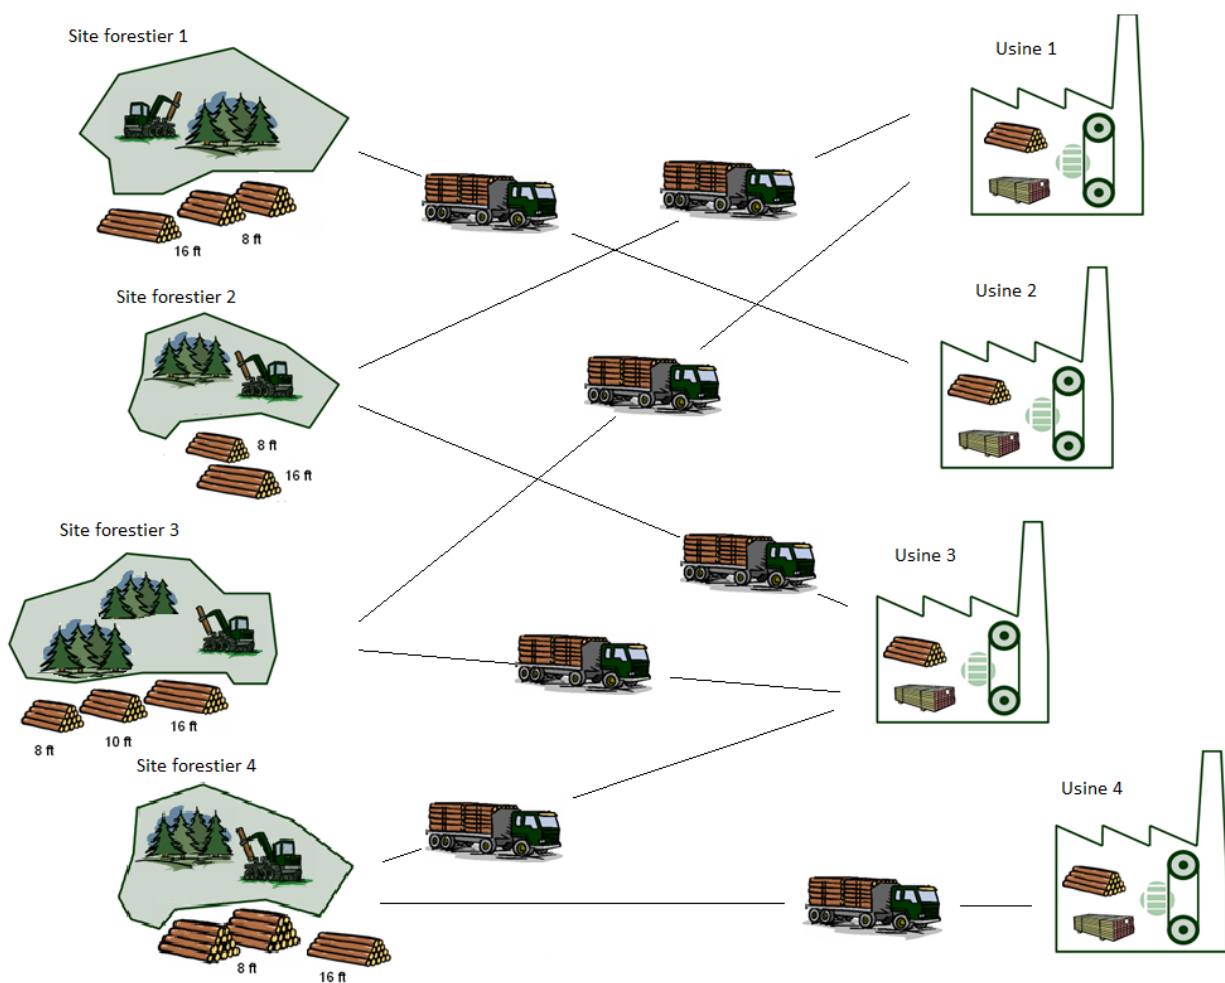 Site forestier 1
Usine 1
16 ft
8 ft
Site forestier 2
Usine 2
8 ft
16 ft
Site forestier 3
Usine 3
8 ft
10 ft
16 ft
Site forestier 4
Usine 4
8 ft
16 ft